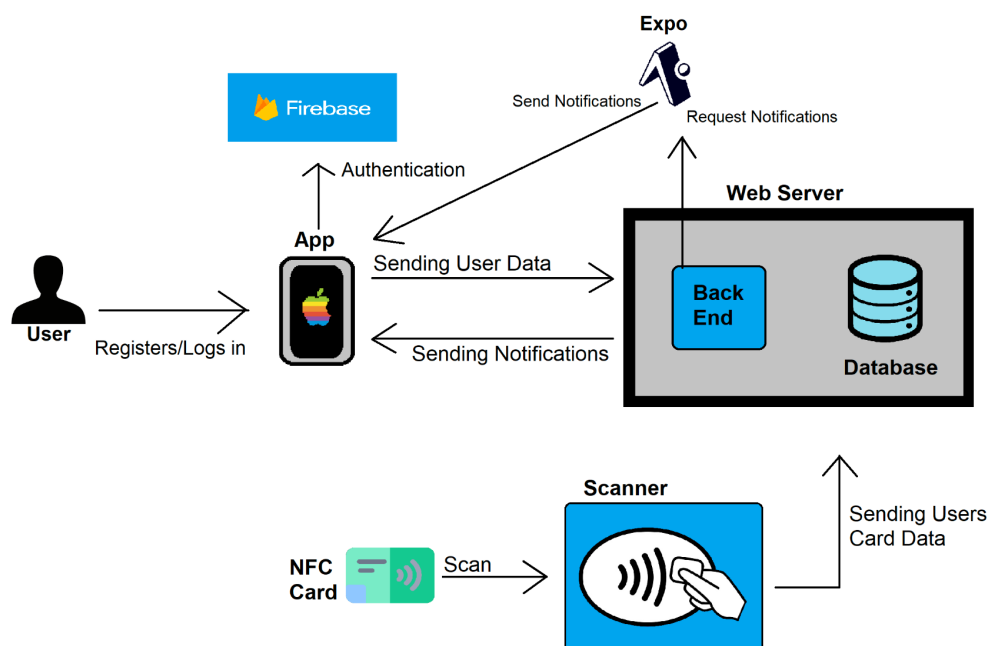 Expo
Send Notifications
Request Notifications
Firebase
Authentication
Web Server
App
Sending User Data
Back
End
User
Registers/Logs in
Sending Notifications
Database
Scanner
Sending Users
Card Data
NFC
Card
Scan